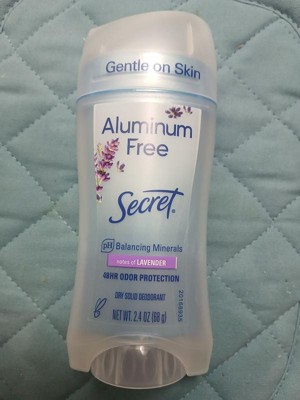 Gentle on Skin
Aluminum
Free
Secret
pH Balancing Minerals
notes of LAVENDER
48HR ODOR PROTECTION
DRY SOLID DEODORANT
NET WT. 2.4 OZ (68 g)